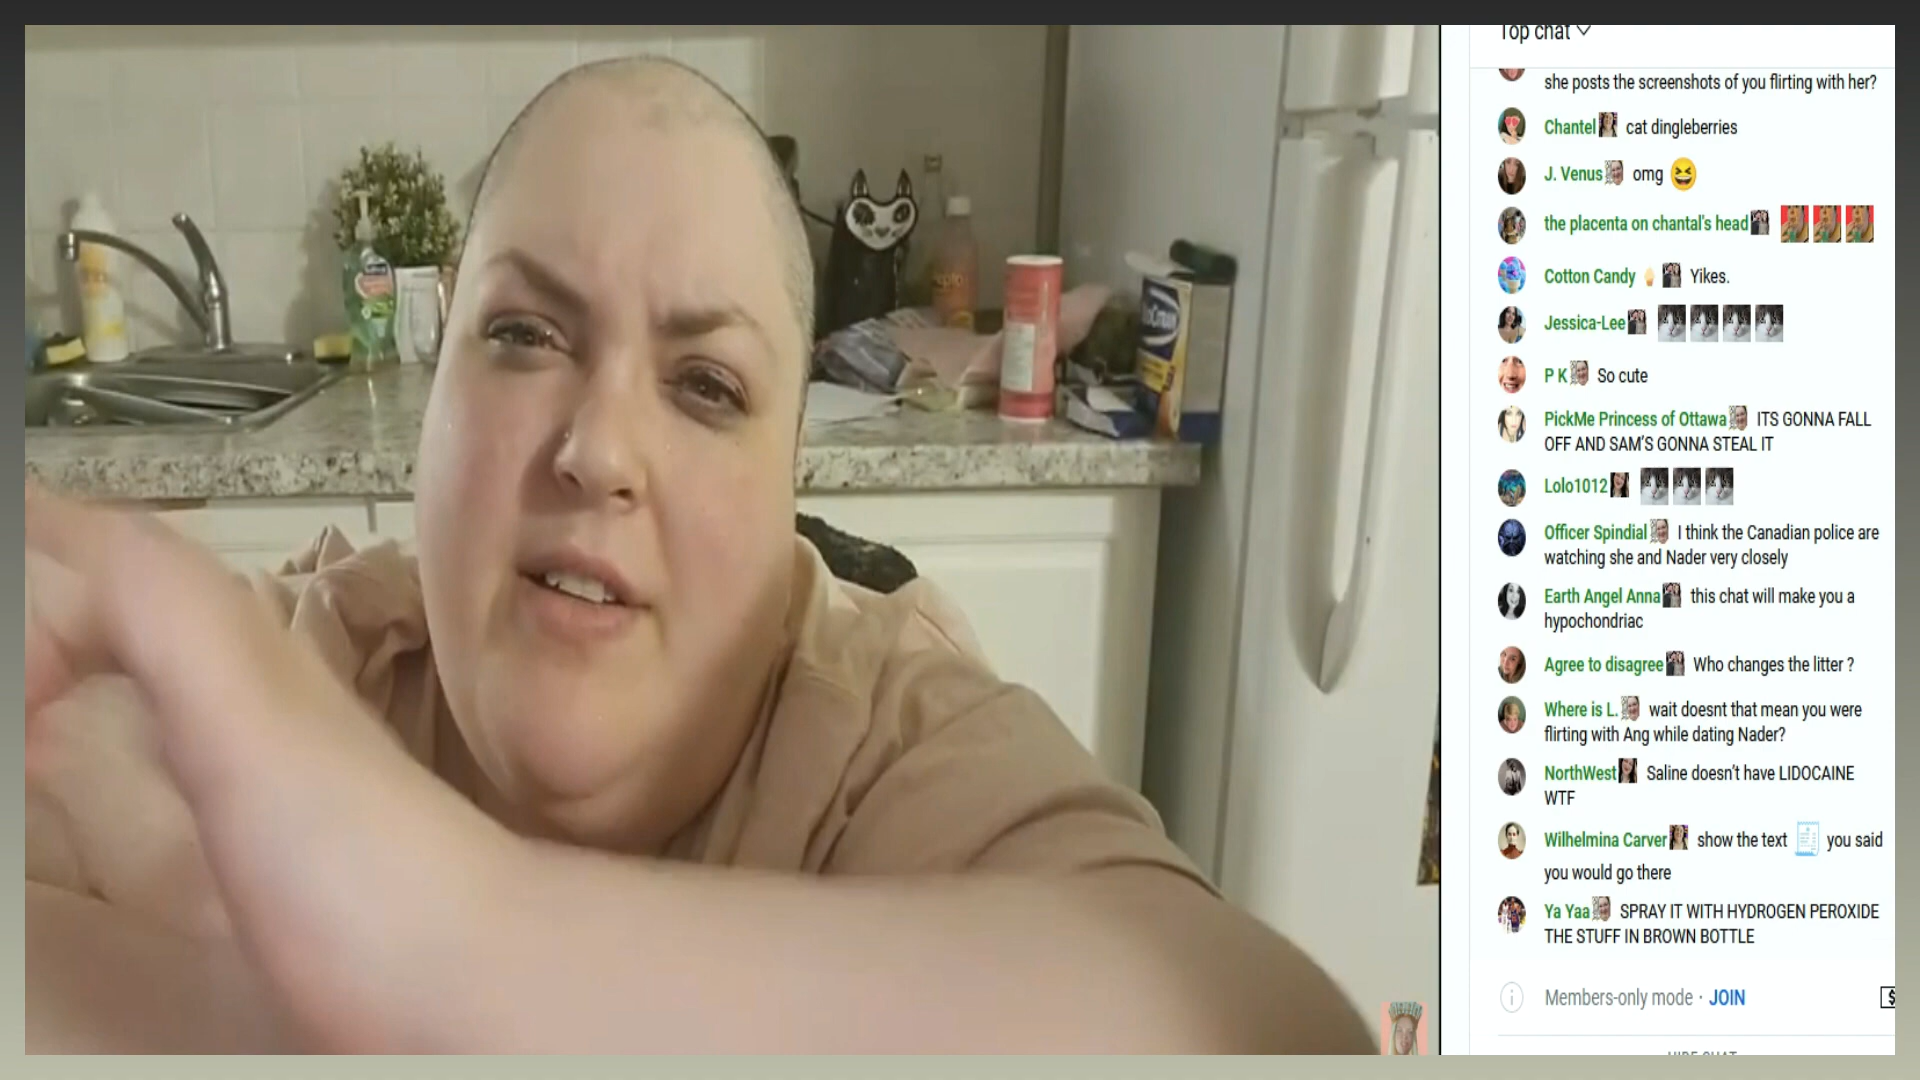 Top chat
she posts the screenshots of you flirting with her?
Chantel cat dingleberries
J. Venus omg 😆
the placenta on chantal's head
Cotton Candy 🍦 Yikes.
Jessica-Lee
P K So cute
PickMe Princess of Ottawa ITS GONNA FALL
OFF AND SAM'S GONNA STEAL IT
Lolo1012
Officer Spindial I think the Canadian police are
watching she and Nader very closely
Earth Angel Anna this chat will make you a
hypochondriac
Agree to disagree Who changes the litter ?
Where is L. wait doesnt that mean you were
flirting with Ang while dating Nader?
NorthWest Saline doesn't have LIDOCAINE
WTF
Wilhelmina Carver show the text 🧾 you said
you would go there
Ya Yaa SPRAY IT WITH HYDROGEN PEROXIDE
THE STUFF IN BROWN BOTTLE
Members-only mode · JOIN
HIDE CHAT